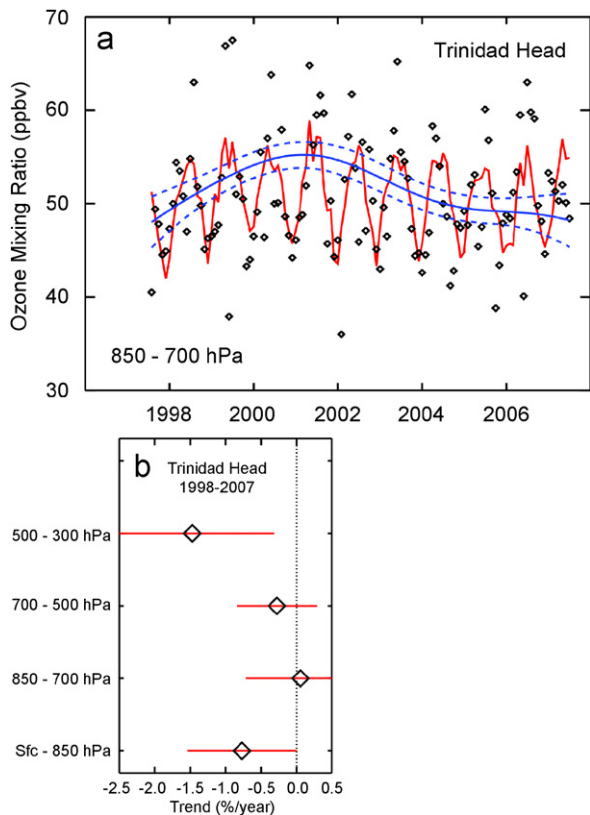 a
Trinidad Head
Ozone Mixing Ratio (ppbv)
70
60
50
40
30
850 - 700 hPa
1998 2000 2002 2004 2006
b
Trinidad Head
1998-2007
500 - 300 hPa
700 - 500 hPa
850 - 700 hPa
Sfc - 850 hPa
-2.5 -2.0 -1.5 -1.0 -0.5 0.0 0.5
Trend (%/year)